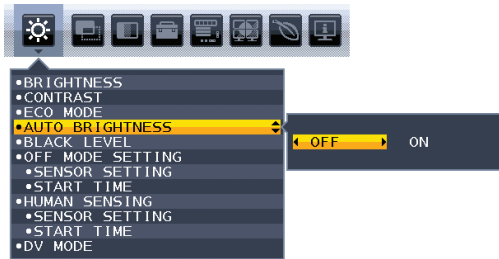 •BRIGHTNESS
•CONTRAST
•ECO MODE
•AUTO BRIGHTNESS
OFF ON
•BLACK LEVEL
•OFF MODE SETTING
•SENSOR SETTING
•START TIME
•HUMAN SENSING
•SENSOR SETTING
•START TIME
•DV MODE